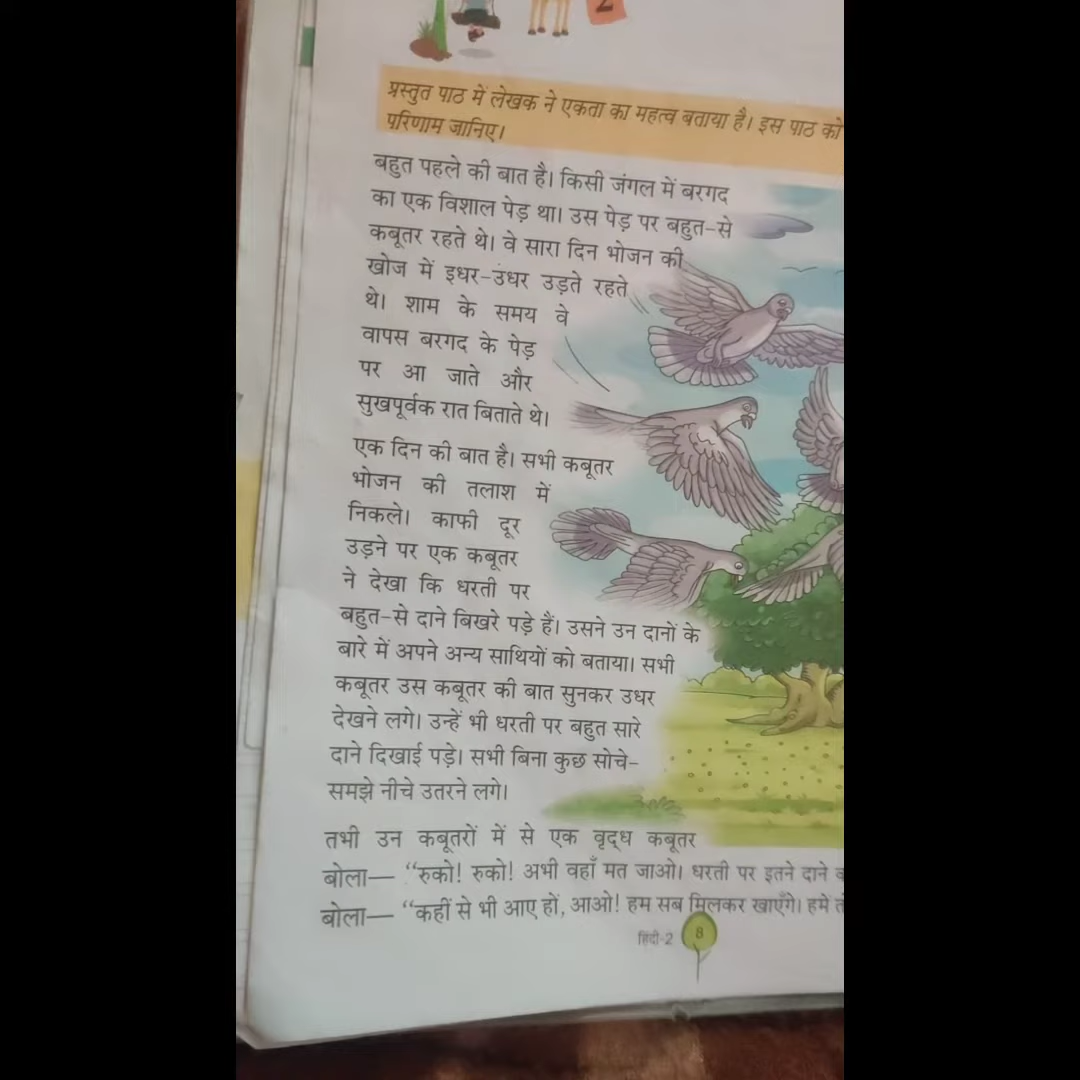 2
प्रस्तुत पाठ में लेखक ने एकता का महत्व बताया है। इस पाठ को
परिणाम जानिए।
बहुत पहले की बात है। किसी जंगल में बरगद
का एक विशाल पेड़ था। उस पेड़ पर बहुत-से
कबूतर रहते थे। वे सारा दिन भोजन की
खोज में इधर-उधर उड़ते रहते
थे। शाम के समय वे
वापस बरगद के पेड़
पर आ जाते और
सुखपूर्वक रात बिताते थे।
एक दिन की बात है। सभी कबूतर
भोजन की तलाश में
निकले। काफी दूर
उड़ने पर एक कबूतर
ने देखा कि धरती पर
बहुत-से दाने बिखरे पड़े हैं। उसने उन दानों के
बारे में अपने अन्य साथियों को बताया। सभी
कबूतर उस कबूतर की बात सुनकर उधर
देखने लगे। उन्हें भी धरती पर बहुत सारे
दाने दिखाई पड़े। सभी बिना कुछ सोचे-
समझे नीचे उतरने लगे।
तभी उन कबूतरों में से एक वृद्ध कबूतर
बोला— “रुको! रुको! अभी वहाँ मत जाओ। धरती पर इतने दाने
बोला— “कहीं से भी आए हों, आओ! हम सब मिलकर खाएँगे। हमें
हिंदी-2 8